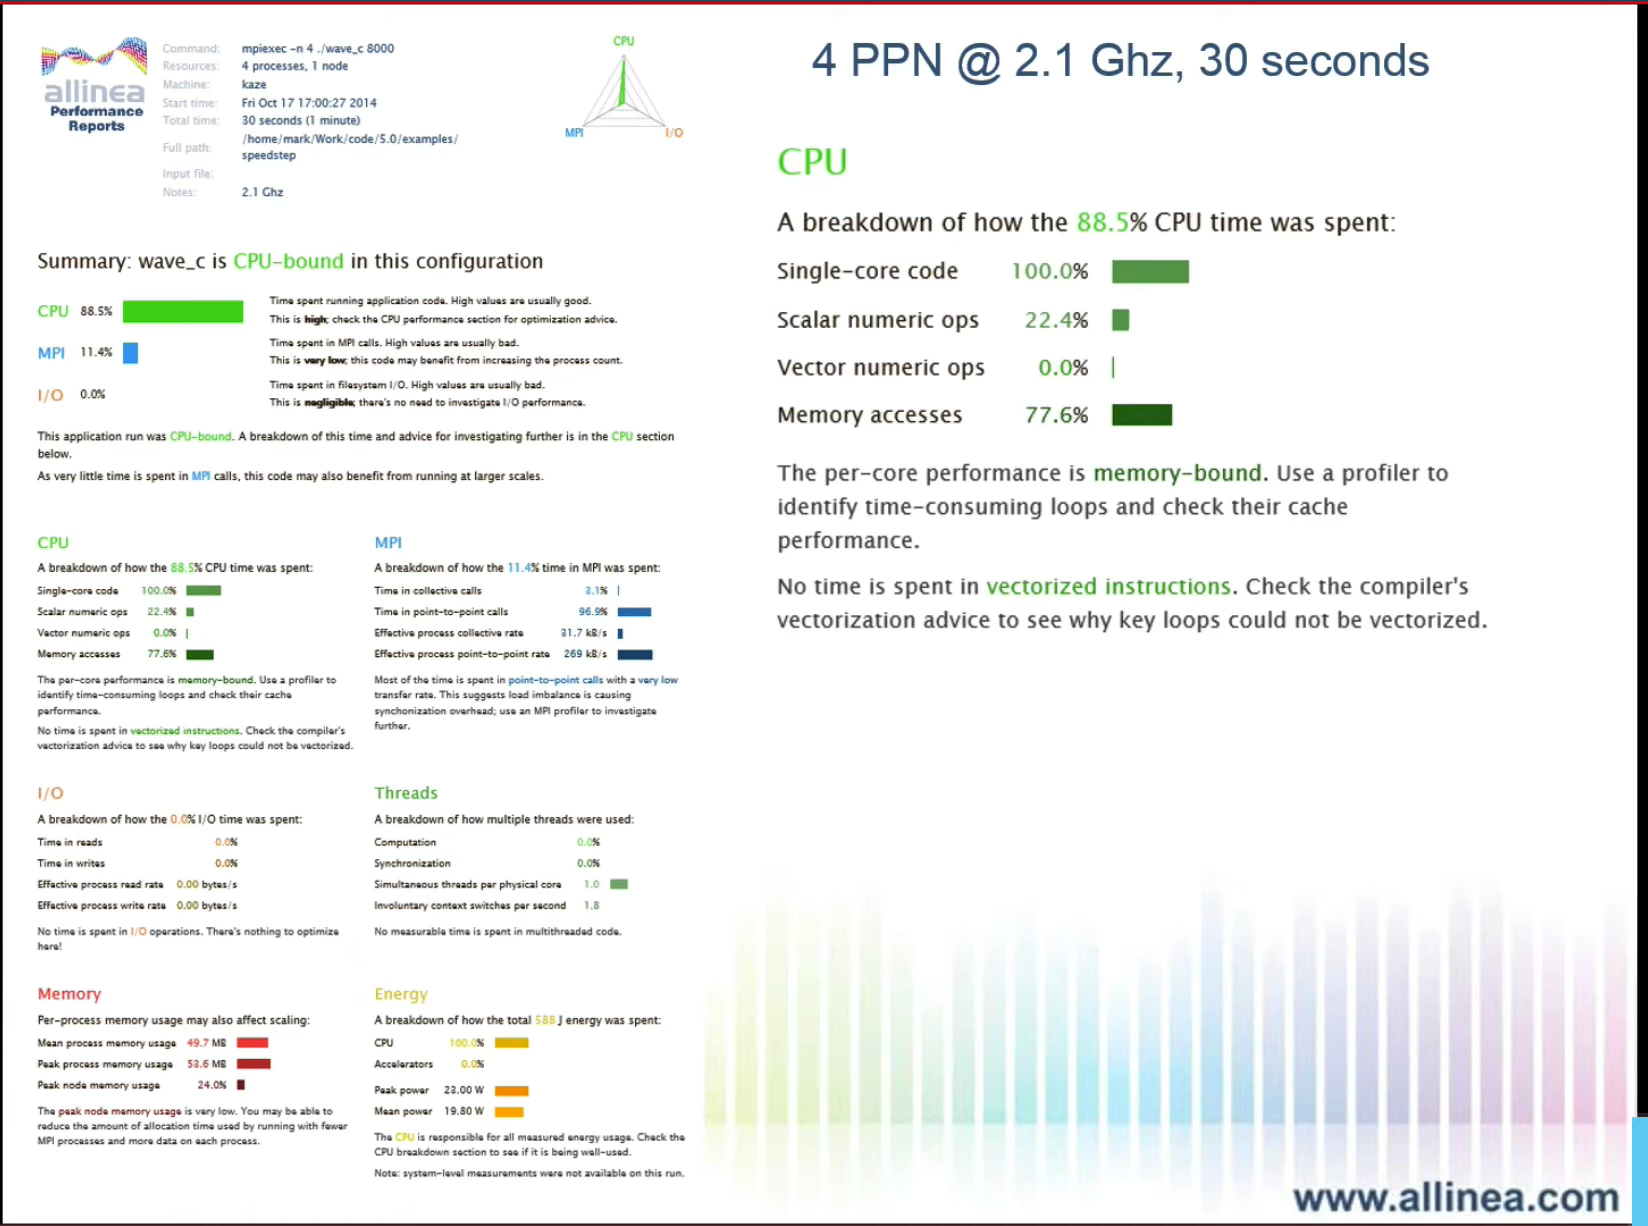 allinea
Performance
Reports
Command: mpiexec -n 4 ./wave_c 8000
Resources: 4 processes, 1 node
Machine: kaze
Start time: Fri Oct 17 17:00:27 2014
Total time: 30 seconds (1 minute)
Full path: /home/mark/Work/code/5.0/examples/
speedstep
Input file:
Notes: 2.1 Ghz
CPU
MPI
I/O
Summary: wave_c is CPU-bound in this configuration
CPU 88.5%
Time spent running application code. High values are usually good.
This is high; check the CPU performance section for optimization advice.
MPI 11.4%
Time spent in MPI calls. High values are usually bad.
This is very low; this code may benefit from increasing the process count.
I/O 0.0%
Time spent in filesystem I/O. High values are usually bad.
This is negligible; there's no need to investigate I/O performance.
This application run was CPU-bound. A breakdown of this time and advice for investigating further is in the CPU section
below.
As very little time is spent in MPI calls, this code may also benefit from running at larger scales.
CPU
A breakdown of how the 88.5% CPU time was spent:
Single-core code 100.0%
Scalar numeric ops 22.4%
Vector numeric ops 0.0%
Memory accesses 77.6%
The per-core performance is memory-bound. Use a profiler to
identify time-consuming loops and check their cache
performance.
No time is spent in vectorized instructions. Check the compiler's
vectorization advice to see why key loops could not be vectorized.
MPI
A breakdown of how the 11.4% time in MPI was spent:
Time in collective calls 3.1%
Time in point-to-point calls 96.9%
Effective process collective rate 31.7 kB/s
Effective process point-to-point rate 269 kB/s
Most of the time is spent in point-to-point calls with a very low
transfer rate. This suggests load imbalance is causing
synchonization overhead; use an MPI profiler to investigate
further.
I/O
A breakdown of how the 0.0% I/O time was spent:
Time in reads 0.0%
Time in writes 0.0%
Effective process read rate 0.00 bytes/s
Effective process write rate 0.00 bytes/s
No time is spent in I/O operations. There's nothing to optimize
here!
Threads
A breakdown of how multiple threads were used:
Computation 0.0%
Synchronization 0.0%
Simultaneous threads per physical core 1.0
Involuntary context switches per second 1.8
No measurable time is spent in multithreaded code.
Memory
Per-process memory usage may also affect scaling:
Mean process memory usage 49.7 MB
Peak process memory usage 53.6 MB
Peak node memory usage 24.0%
The peak node memory usage is very low. You may be able to
reduce the amount of allocation time used by running with fewer
MPI processes and more data on each process.
Energy
A breakdown of how the total 588 J energy was spent:
CPU 100.0%
Accelerators 0.0%
Peak power 23.00 W
Mean power 19.80 W
The CPU is responsible for all measured energy usage. Check the
CPU breakdown section to see if it is being well-used.
Note: system-level measurements were not available on this run.
4 PPN @ 2.1 Ghz, 30 seconds
CPU
A breakdown of how the 88.5% CPU time was spent:
Single-core code 100.0%
Scalar numeric ops 22.4%
Vector numeric ops 0.0%
Memory accesses 77.6%
The per-core performance is memory-bound. Use a profiler to
identify time-consuming loops and check their cache
performance.
No time is spent in vectorized instructions. Check the compiler's
vectorization advice to see why key loops could not be vectorized.
www.allinea.com